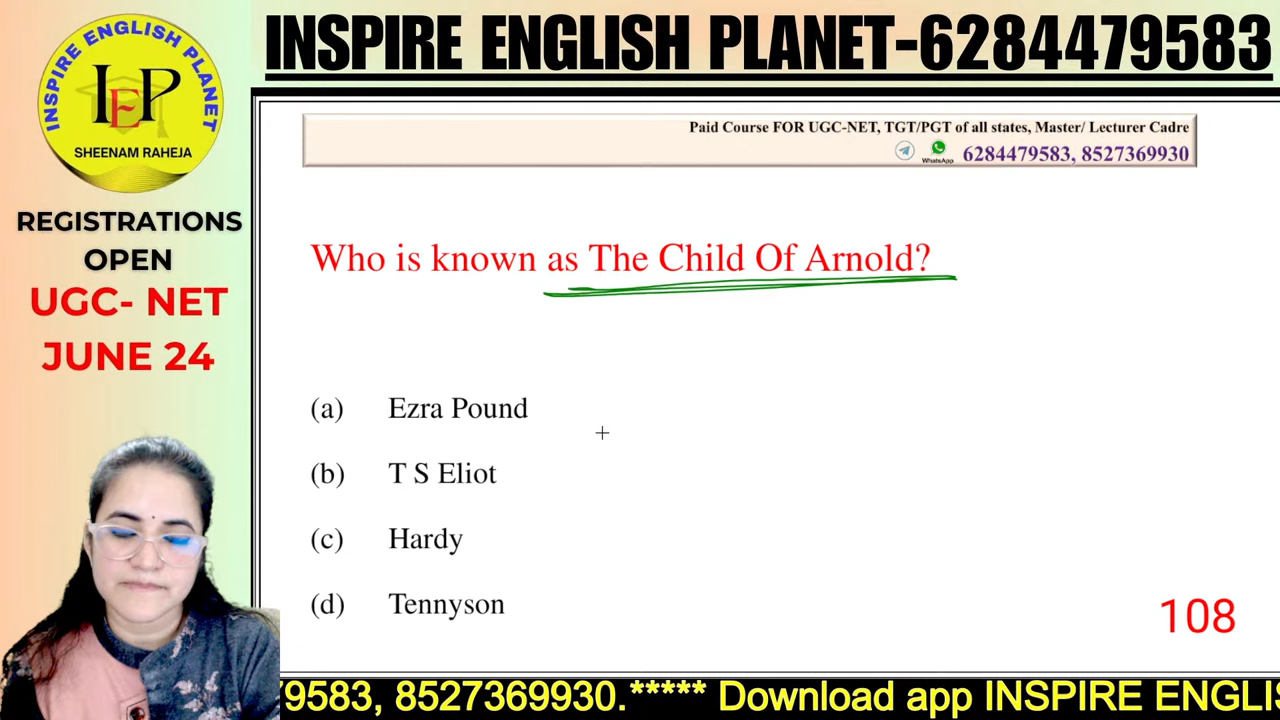 INSPIRE ENGLISH PLANET-6284479583
INSPIRE ENGLISH PLANET
IEP
SHEENAM RAHEJA
REGISTRATIONS
OPEN
UGC- NET
JUNE 24
Paid Course FOR UGC-NET, TGT/PGT of all states, Master/ Lecturer Cadre
WhatsApp 6284479583, 8527369930
Who is known as The Child Of Arnold?
(a) Ezra Pound
(b) T S Eliot
(c) Hardy
(d) Tennyson
108
79583, 8527369930.***** Download app INSPIRE ENGLIS